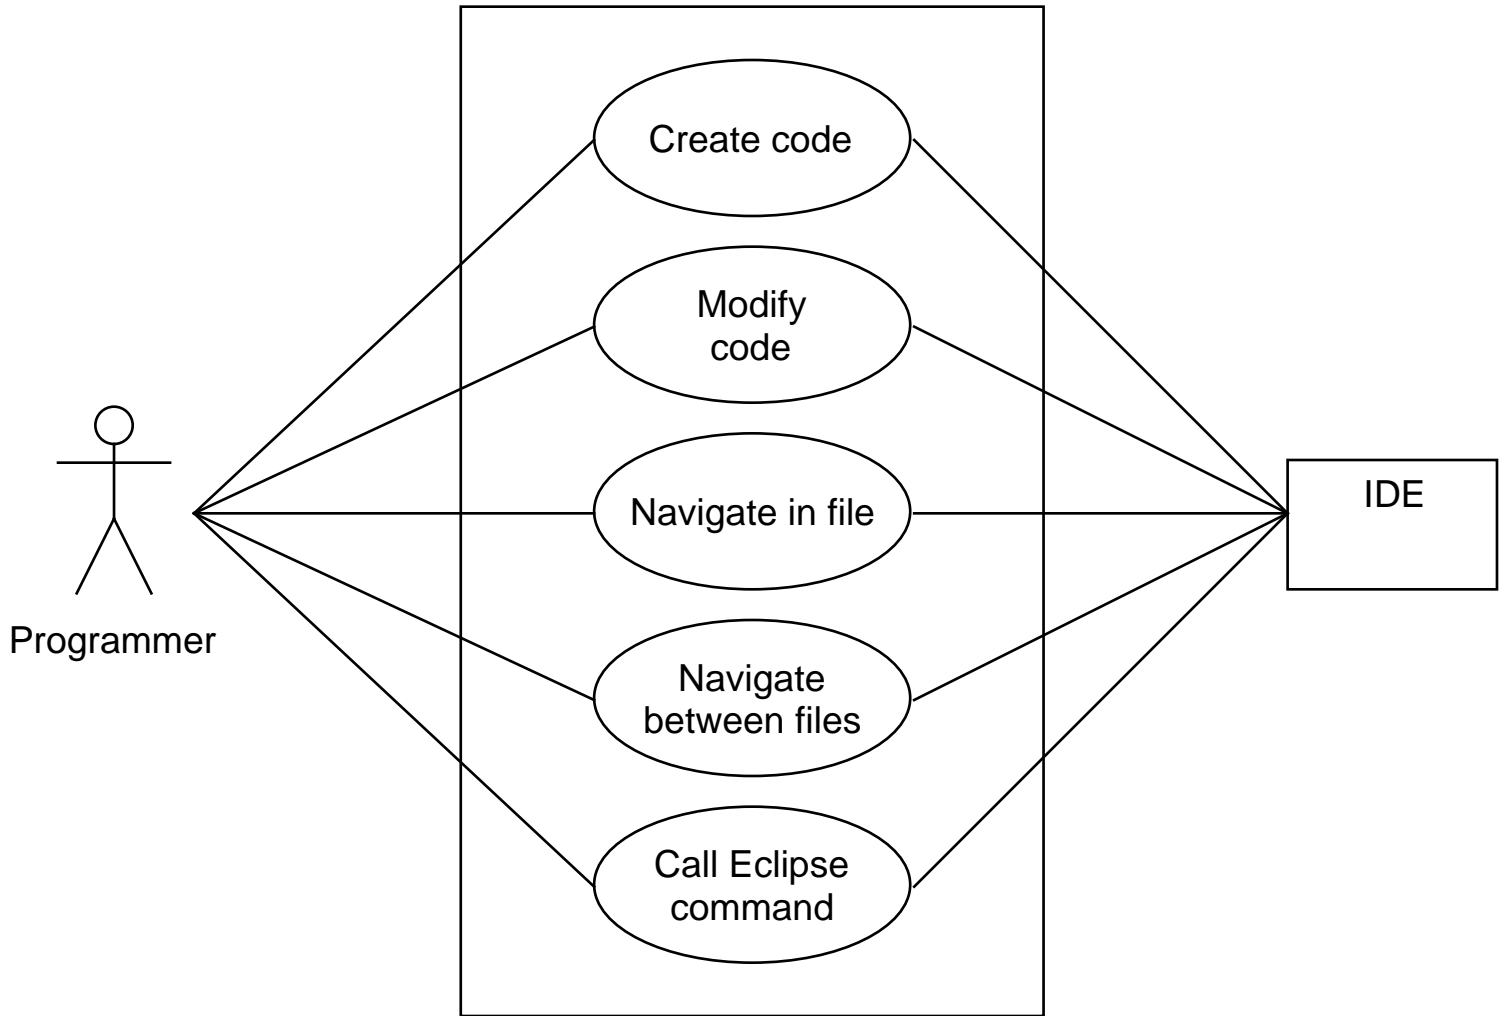 Create code
Modify
code
Navigate in file
IDE
Programmer
Navigate
between files
Call Eclipse
command